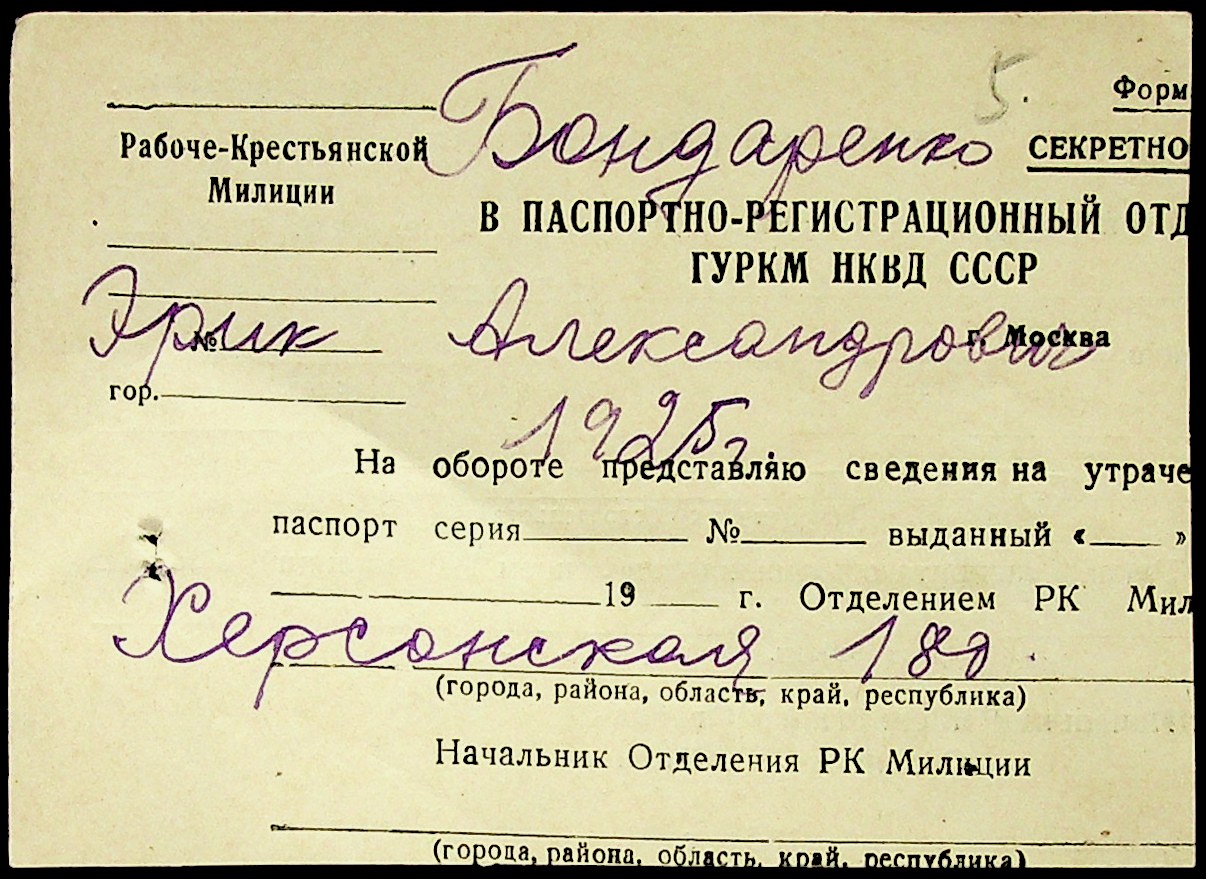 5.
Форм
Бондаренко
СЕКРЕТНО
Рабоче-Крестьянской
Милиции
В ПАСПОРТНО-РЕГИСТРАЦИОННЫЙ ОТД
ГУРКМ НКВД СССР
Эрик Александрович
№ г. Москва
гор.
1925 г.
На обороте представляю сведения на утраче
паспорт серия № выданный « »
19 г. Отделением РК Мил
Херсонская 180.
(города, района, область, край, республика)
Начальник Отделения РК Милиции
(города, района, область, край, республика)